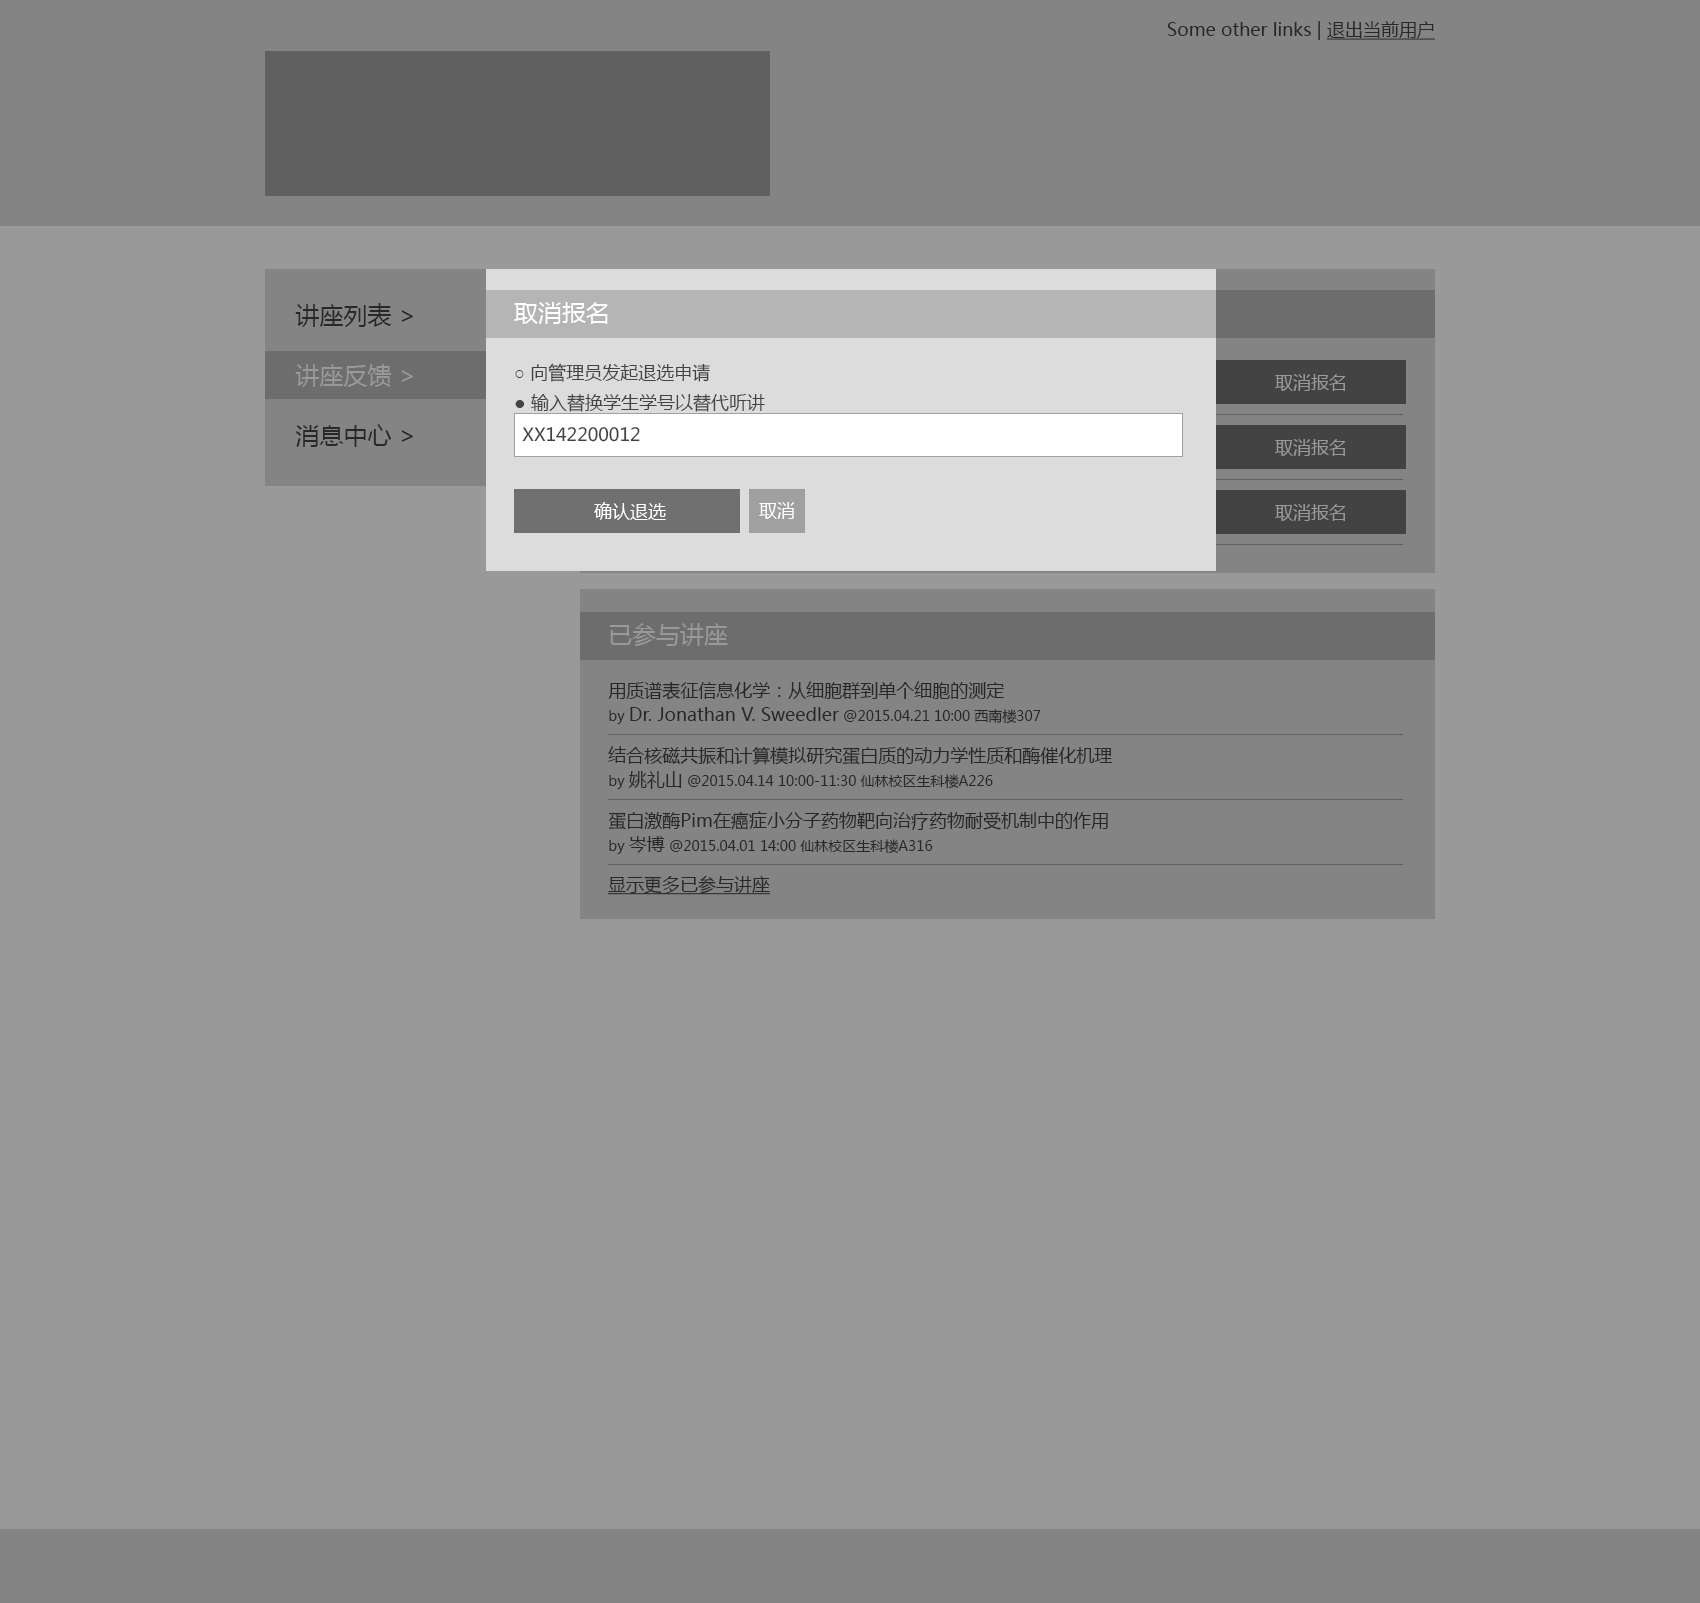 Some other links | 退出当前用户
讲座列表 >
讲座反馈 >
消息中心 >
取消报名
○ 向管理员发起退选申请
● 输入替换学生学号以替代听讲
XX142200012
确认退选 取消
取消报名
取消报名
取消报名
已参与讲座
用质谱表征信息化学：从细胞群到单个细胞的测定
by Dr. Jonathan V. Sweedler @2015.04.21 10:00 西南楼307
结合核磁共振和计算模拟研究蛋白质的动力学性质和酶催化机理
by 姚礼山 @2015.04.14 10:00-11:30 仙林校区生科楼A226
蛋白激酶Pim在癌症小分子药物靶向治疗药物耐受机制中的作用
by 岑博 @2015.04.01 14:00 仙林校区生科楼A316
显示更多已参与讲座